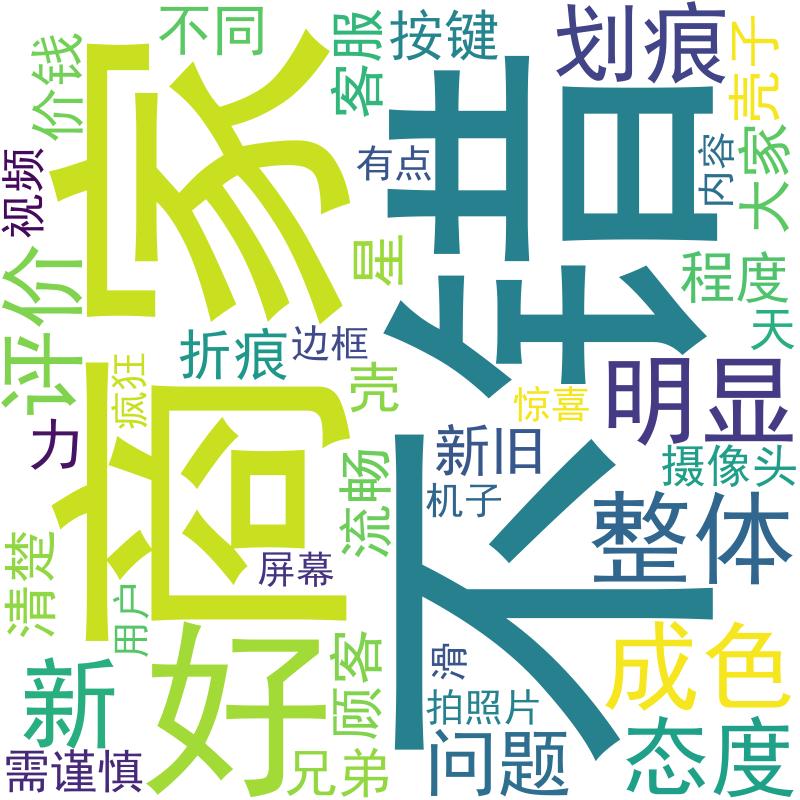 不同
客服
按键
划痕
壳子
价钱
商家
不错
视频
有点
内容
大家
评价
星
程度
天
折痕
边框
疯狂
壳
惊喜
明显
力
新旧
摄像头
流畅
机子
整体
清楚
屏幕
用户
好
顾客
滑
成色
新
拍照片
态度
需谨慎
兄弟
问题